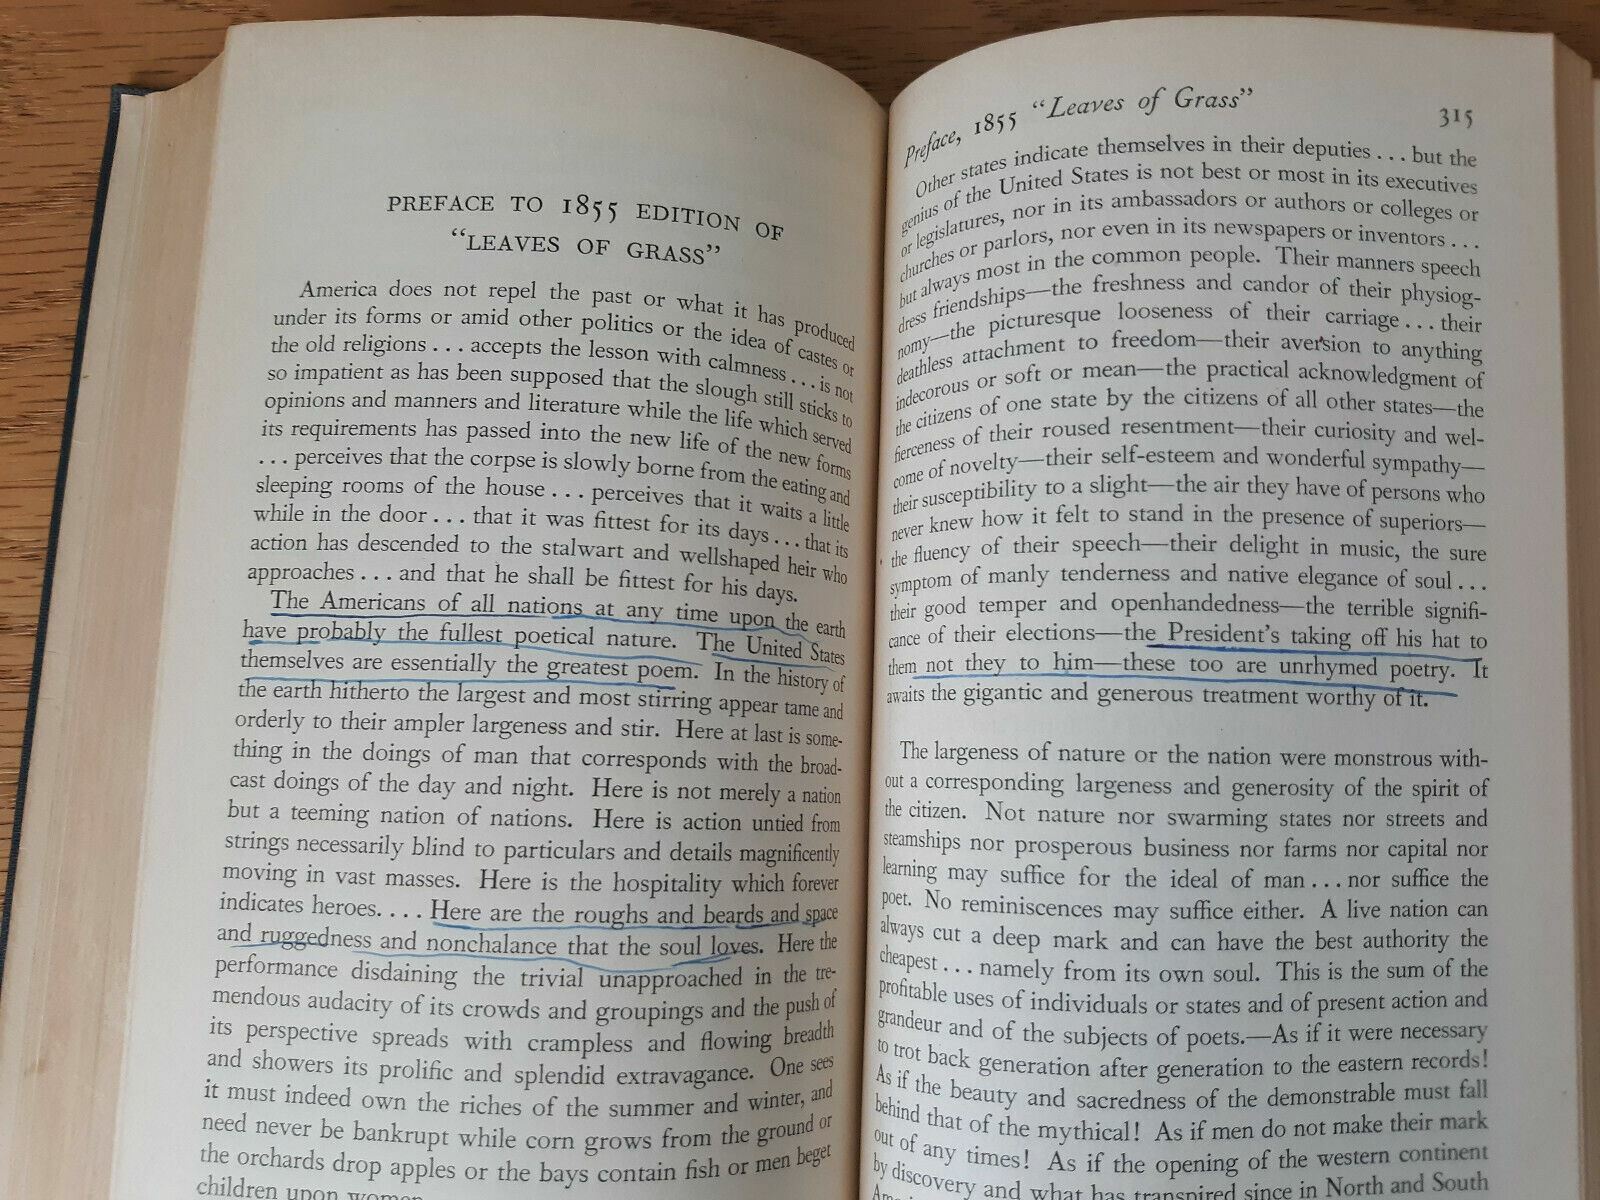 PREFACE TO 1855 EDITION OF
"LEAVES OF GRASS"
America does not repel the past or what it has produced
under its forms or amid other politics or the idea of castes or
the old religions . . . accepts the lesson with calmness . . . is not
so impatient as has been supposed that the slough still sticks to
opinions and manners and literature while the life which served
its requirements has passed into the new life of the new forms
. . . perceives that the corpse is slowly borne from the eating and
sleeping rooms of the house . . . perceives that it waits a little
while in the door . . . that it was fittest for its days . . . that its
action has descended to the stalwart and wellshaped heir who
approaches . . . and that he shall be fittest for his days.
The Americans of all nations at any time upon the earth
have probably the fullest poetical nature. The United States
themselves are essentially the greatest poem. In the history of
the earth hitherto the largest and most stirring appear tame and
orderly to their ampler largeness and stir. Here at last is some-
thing in the doings of man that corresponds with the broad-
cast doings of the day and night. Here is not merely a nation
but a teeming nation of nations. Here is action untied from
strings necessarily blind to particulars and details magnificently
moving in vast masses. Here is the hospitality which forever
indicates heroes. . . . Here are the roughs and beards and space
and ruggedness and nonchalance that the soul loves. Here the
performance disdaining the trivial unapproached in the tre-
mendous audacity of its crowds and groupings and the push of
its perspective spreads with crampless and flowing breadth
and showers its prolific and splendid extravagance. One sees
it must indeed own the riches of the summer and winter, and
need never be bankrupt while corn grows from the ground or
the orchards drop apples or the bays contain fish or men beget
children upon women
Preface, 1855 "Leaves of Grass" 315
Other states indicate themselves in their deputies . . . but the
genius of the United States is not best or most in its executives
or legislatures, nor in its ambassadors or authors or colleges or
churches or parlors, nor even in its newspapers or inventors . . .
but always most in the common people. Their manners speech
dress friendships—the freshness and candor of their physiog-
nomy—the picturesque looseness of their carriage . . . their
deathless attachment to freedom—their aversion to anything
indecorous or soft or mean—the practical acknowledgment of
the citizens of one state by the citizens of all other states—the
fierceness of their roused resentment—their curiosity and wel-
come of novelty—their self-esteem and wonderful sympathy—
their susceptibility to a slight—the air they have of persons who
never knew how it felt to stand in the presence of superiors—
the fluency of their speech—their delight in music, the sure
symptom of manly tenderness and native elegance of soul . . .
their good temper and openhandedness—the terrible signifi-
cance of their elections—the President's taking off his hat to
them not they to him—these too are unrhymed poetry. It
awaits the gigantic and generous treatment worthy of it.
The largeness of nature or the nation were monstrous with-
out a corresponding largeness and generosity of the spirit of
the citizen. Not nature nor swarming states nor streets and
steamships nor prosperous business nor farms nor capital nor
learning may suffice for the ideal of man . . . nor suffice the
poet. No reminiscences may suffice either. A live nation can
always cut a deep mark and can have the best authority the
cheapest . . . namely from its own soul. This is the sum of the
profitable uses of individuals or states and of present action and
grandeur and of the subjects of poets.—As if it were necessary
to trot back generation after generation to the eastern records!
As if the beauty and sacredness of the demonstrable must fall
behind that of the mythical! As if men do not make their mark
out of any times! As if the opening of the western continent
by discovery and what has transpired since in North and South